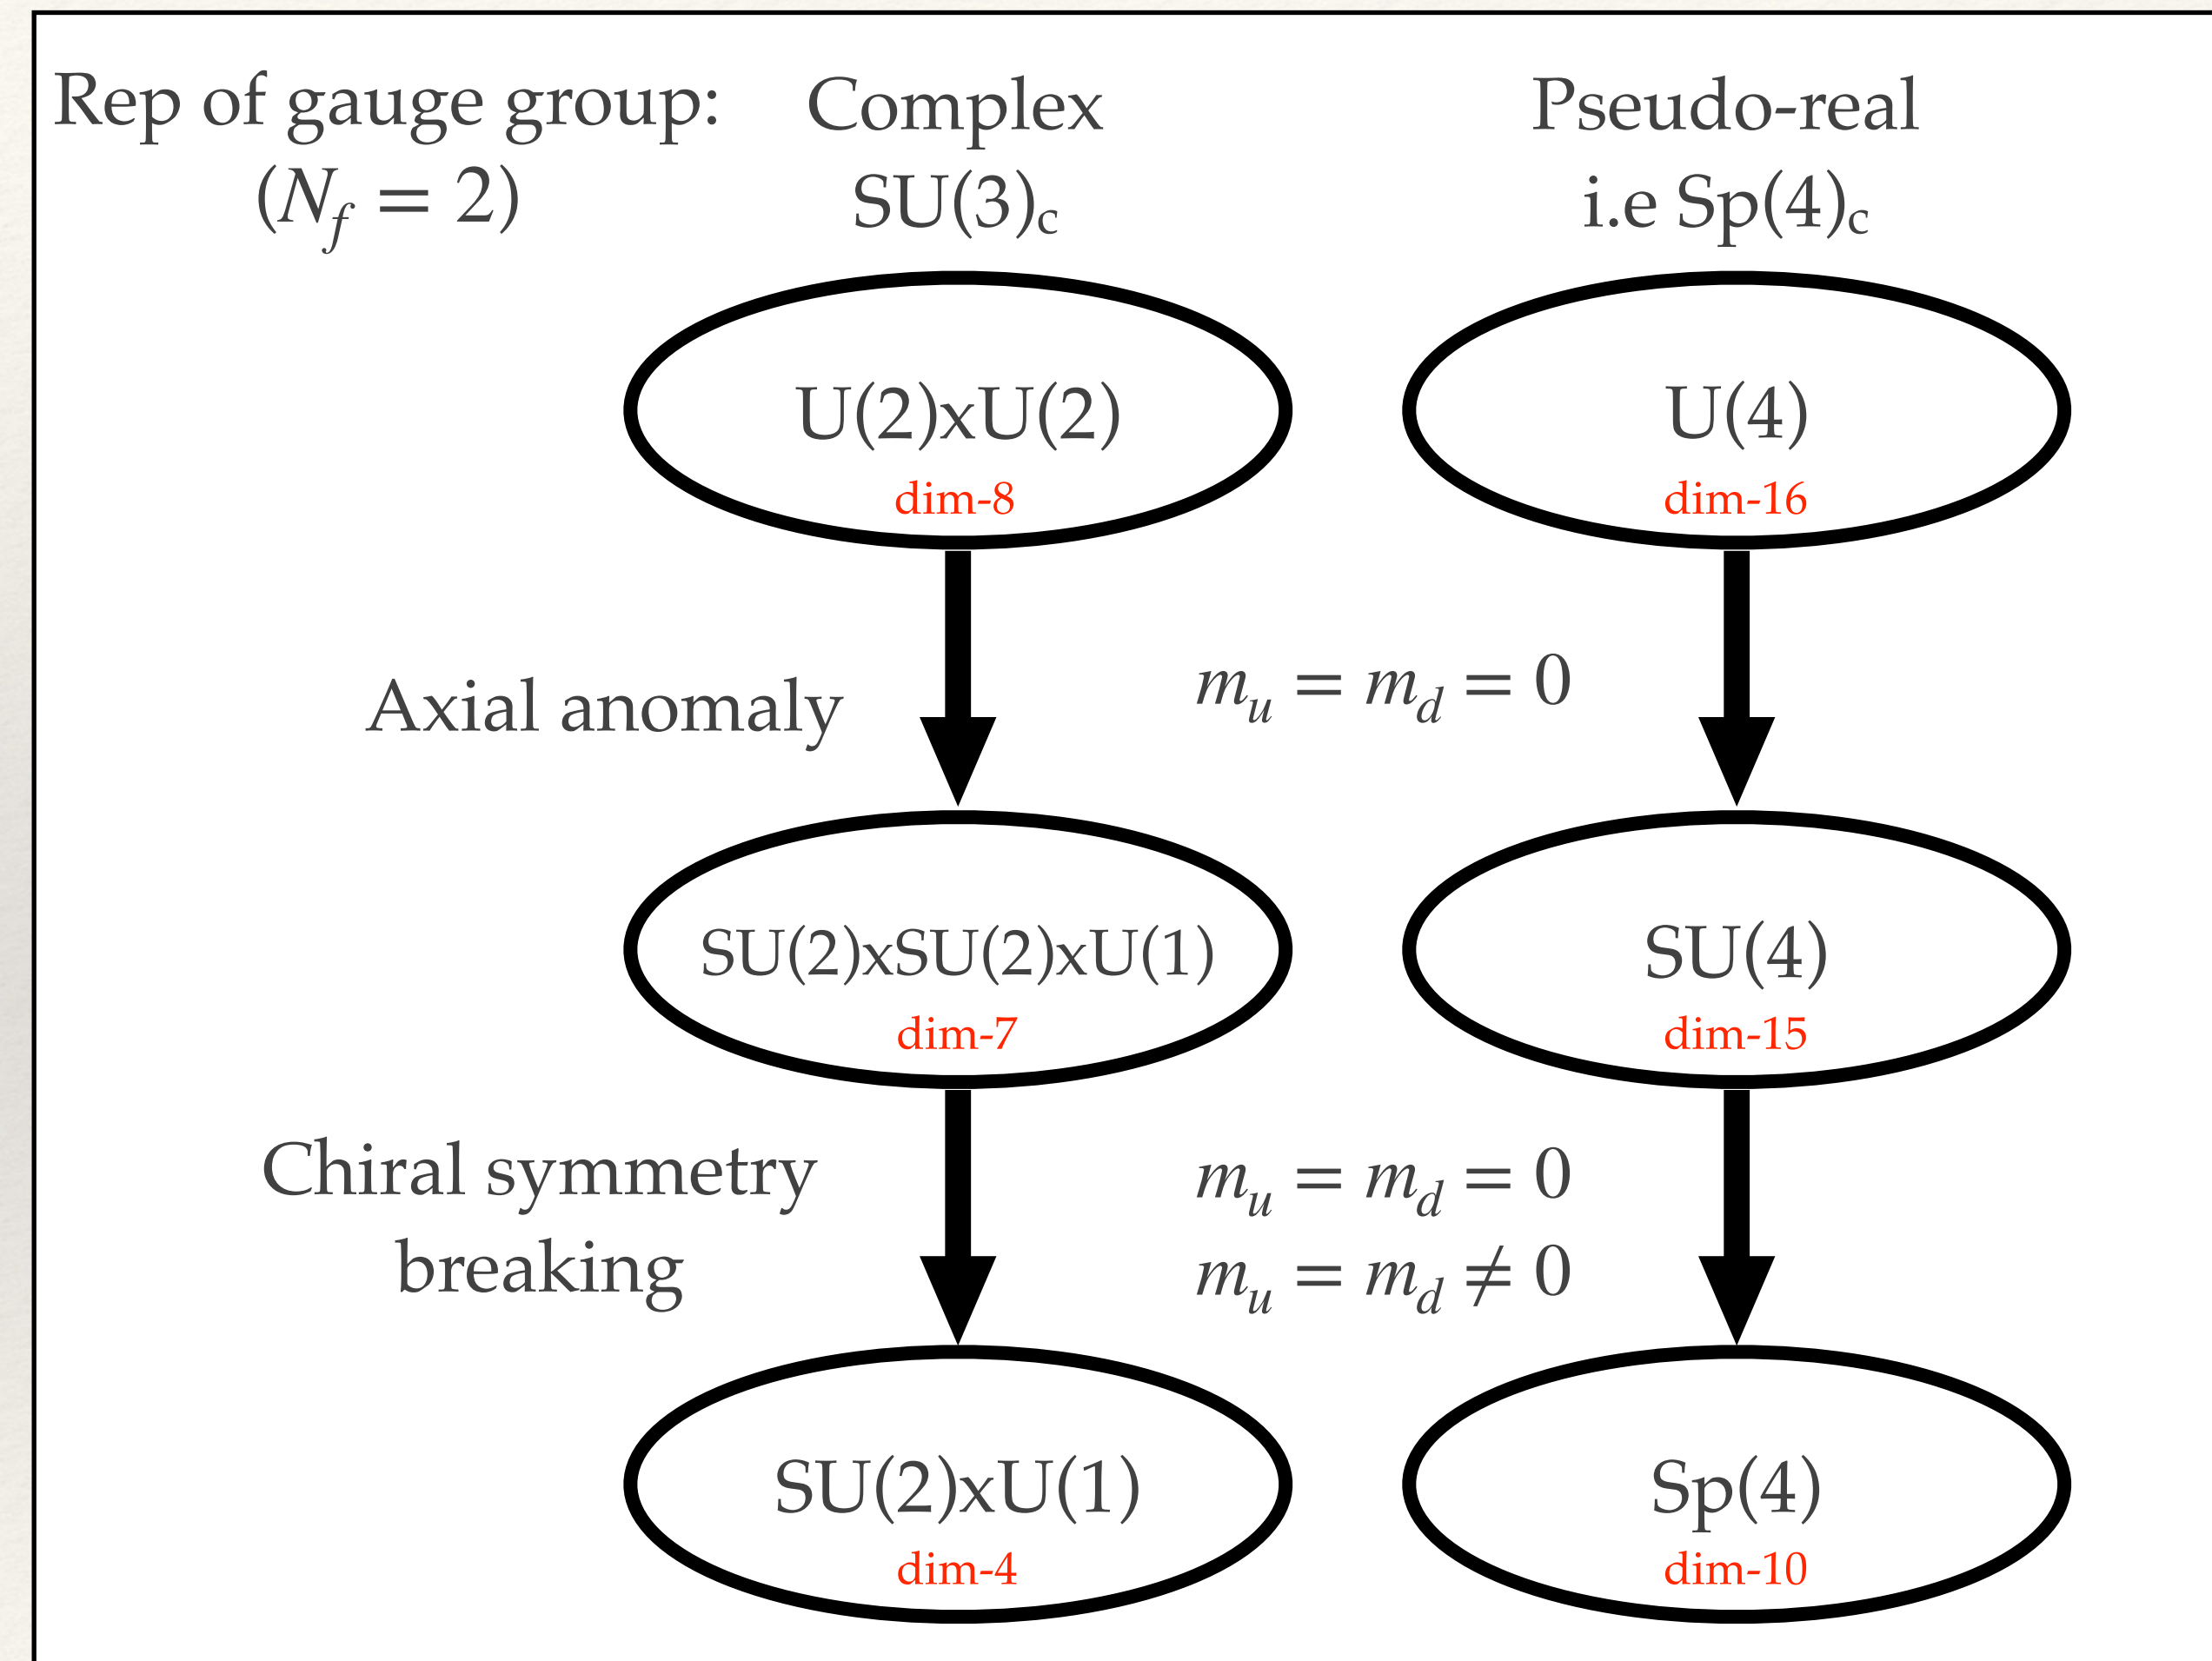 Rep of gauge group: Complex Pseudo-real
(N_f = 2) SU(3)_c i.e Sp(4)_c
U(2)xU(2) U(4)
dim-8 dim-16
Axial anomaly m_u = m_d = 0
SU(2)xSU(2)xU(1) SU(4)
dim-7 dim-15
Chiral symmetry m_u = m_d = 0
breaking m_u = m_d ≠ 0
SU(2)xU(1) Sp(4)
dim-4 dim-10